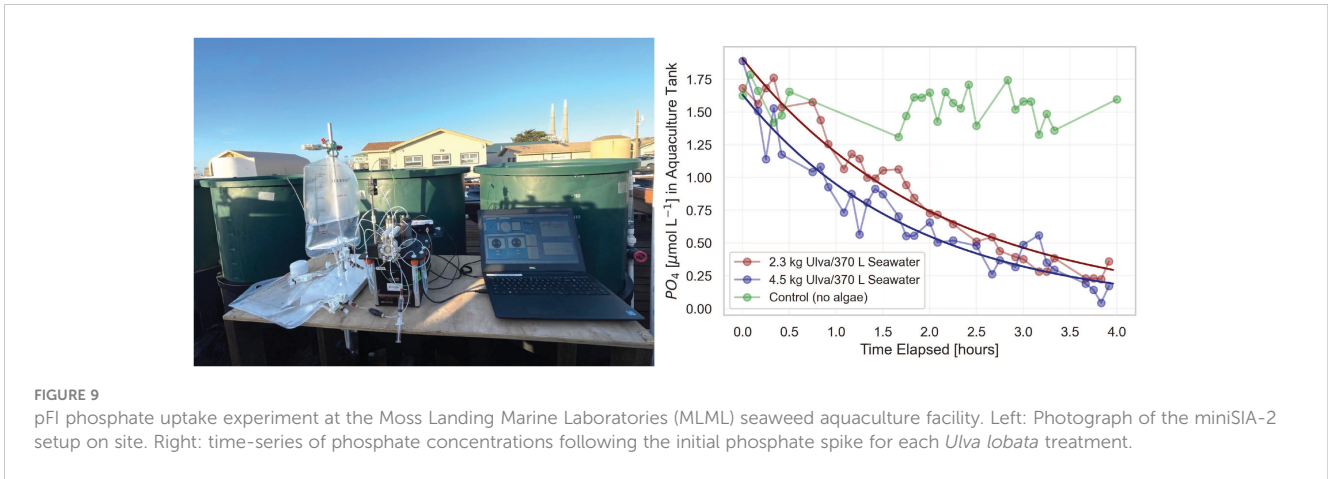 PO₄ [μmol L⁻¹] in Aquaculture Tank
1.75
1.50
1.25
1.00
0.75
0.50
0.25
0.00
2.3 kg Ulva/370 L Seawater
4.5 kg Ulva/370 L Seawater
Control (no algae)
0.0 0.5 1.0 1.5 2.0 2.5 3.0 3.5 4.0
Time Elapsed [hours]
FIGURE 9
pFI phosphate uptake experiment at the Moss Landing Marine Laboratories (MLML) seaweed aquaculture facility. Left: Photograph of the miniSIA-2
setup on site. Right: time-series of phosphate concentrations following the initial phosphate spike for each Ulva lobata treatment.